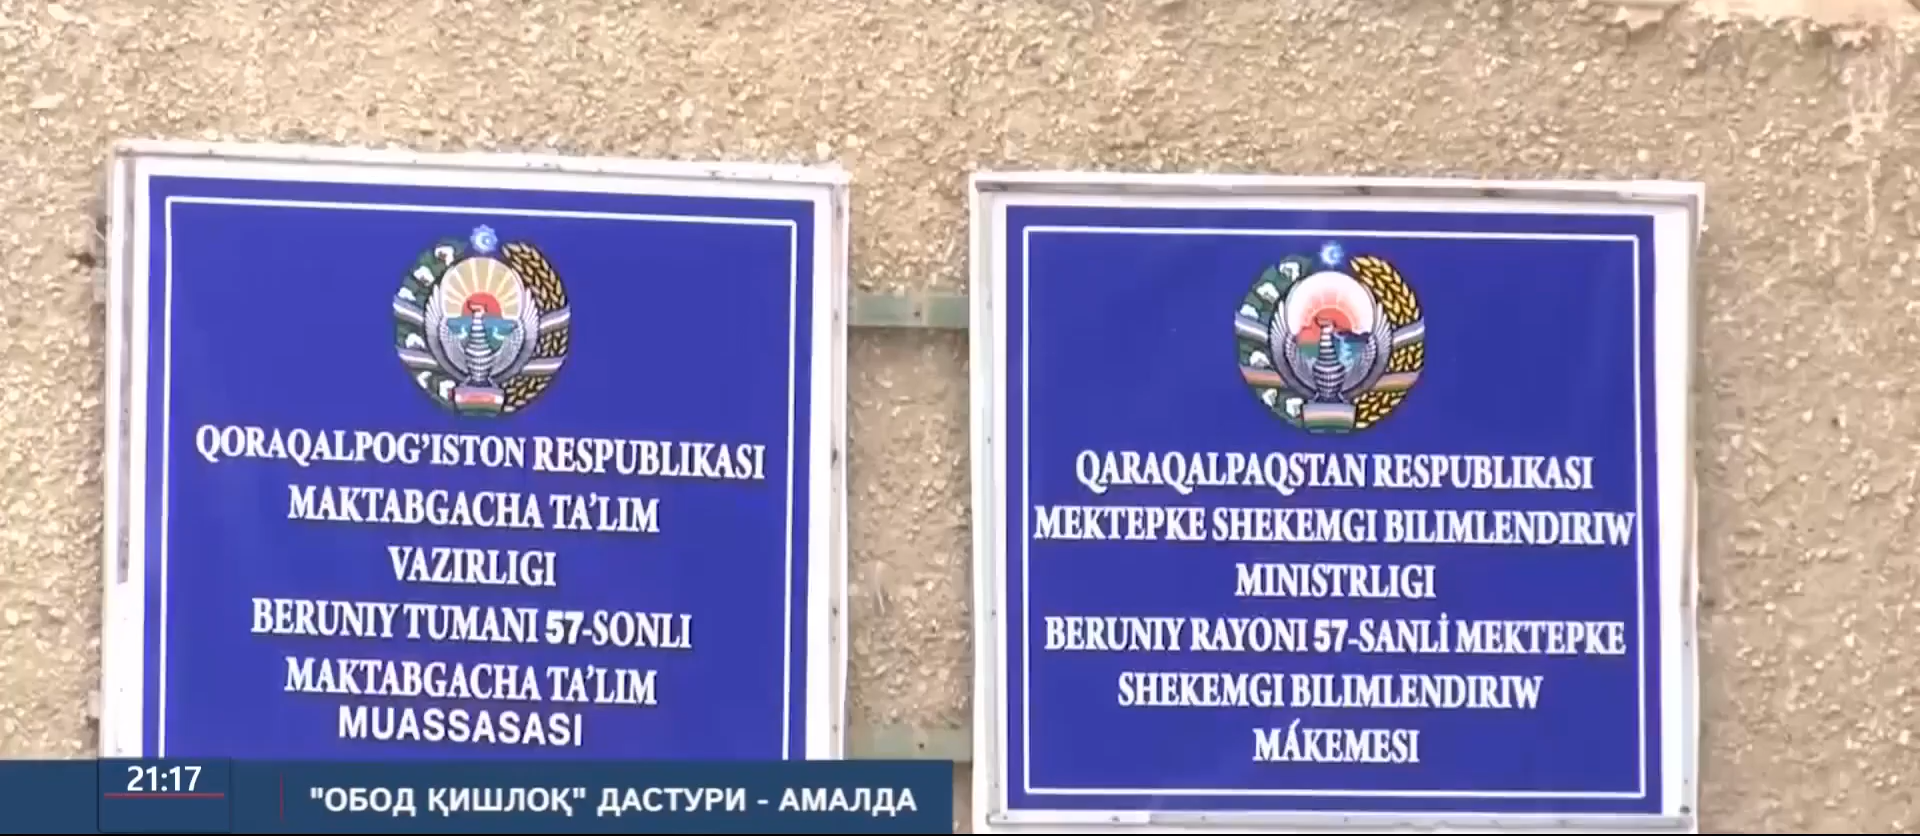 QORAQALPOG’ISTON RESPUBLIKASI
MAKTABGACHA TA’LIM
VAZIRLIGI
BERUNIY TUMANI 57-SONLI
MAKTABGACHA TA’LIM
MUASSASASI
QARAQALPAQSTAN RESPUBLIKASI
MEKTEPKE SHEKEMGI BILIMLENDIRIW
MINISTRLIGI
BERUNIY RAYONI 57-SANLİ MEKTEPKE
SHEKEMGI BILIMLENDIRIW
MÁKEMESI
21:17
"ОБОД ҚИШЛОҚ" ДАСТУРИ - АМАЛДА